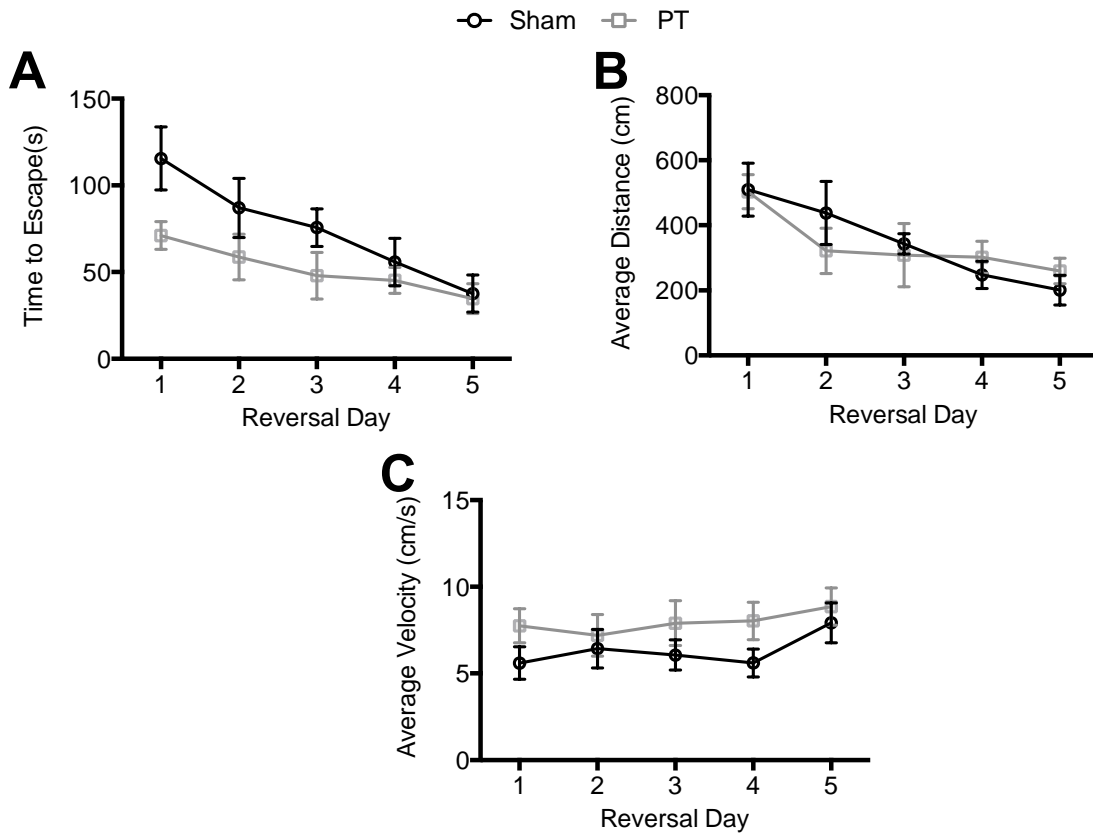 Sham PT
A
Time to Escape(s)
150
100
50
0
1 2 3 4 5
Reversal Day
B
Average Distance (cm)
800
600
400
200
0
1 2 3 4 5
Reversal Day
C
Average Velocity (cm/s)
15
10
5
0
1 2 3 4 5
Reversal Day